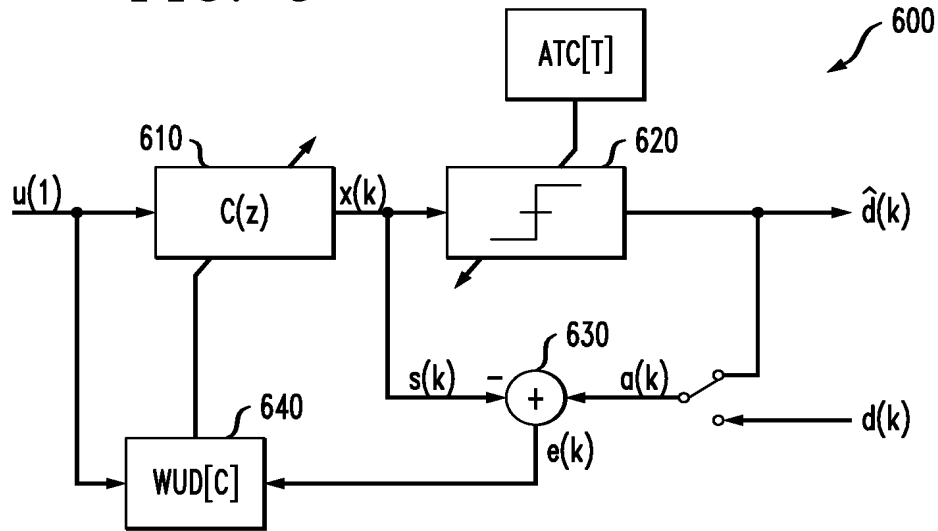 600
ATC[T]
610
620
u(1)
C(z)
x(k)
d̂(k)
630
s(k)
−
+
a(k)
d(k)
640
e(k)
WUD[C]